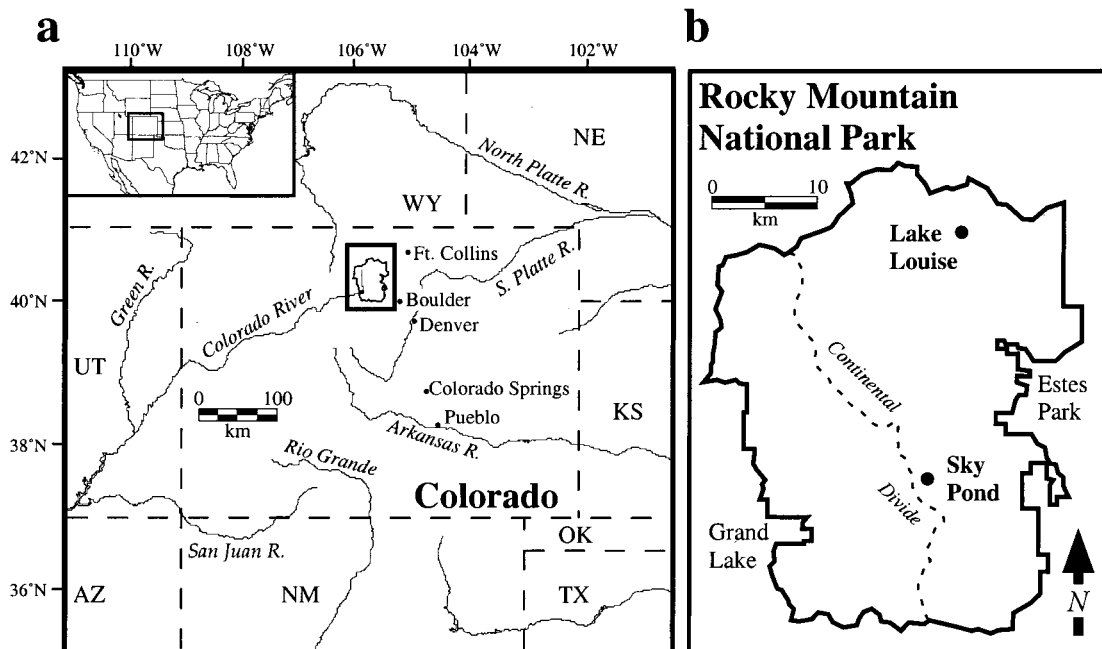 a
110°W 108°W 106°W 104°W 102°W
42°N
40°N
38°N
36°N
NE
North Platte R.
WY
Ft. Collins
S. Platte R.
Green R.
Colorado River
Boulder
Denver
UT
0 100
km
Colorado Springs
KS
Pueblo
Arkansas R.
Rio Grande
Colorado
San Juan R.
OK
AZ
NM
TX
b
Rocky Mountain
National Park
0 10
km
Lake
Louise
Continental
Divide
Estes
Park
Sky
Pond
Grand
Lake
N